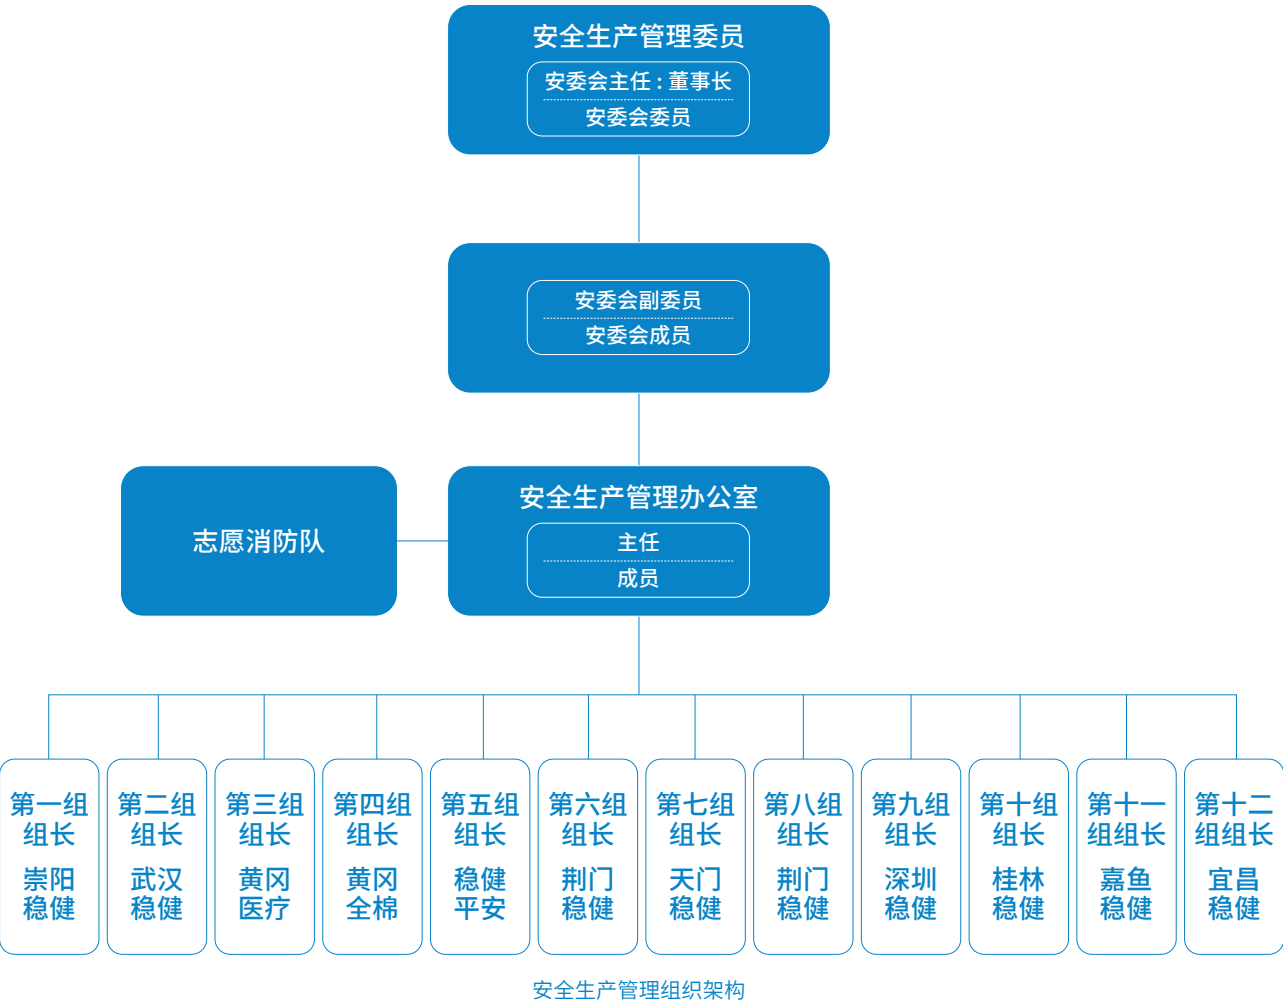 安全生产管理委员
安委会主任：董事长
安委会委员
安委会副委员
安委会成员
志愿消防队
安全生产管理办公室
主任
成员
第一组
组长
崇阳
稳健
第二组
组长
武汉
稳健
第三组
组长
黄冈
医疗
第四组
组长
黄冈
全棉
第五组
组长
稳健
平安
第六组
组长
荆门
稳健
第七组
组长
天门
稳健
第八组
组长
荆门
稳健
第九组
组长
深圳
稳健
第十组
组长
桂林
稳健
第十一
组组长
嘉鱼
稳健
第十二
组组长
宜昌
稳健
安全生产管理组织架构